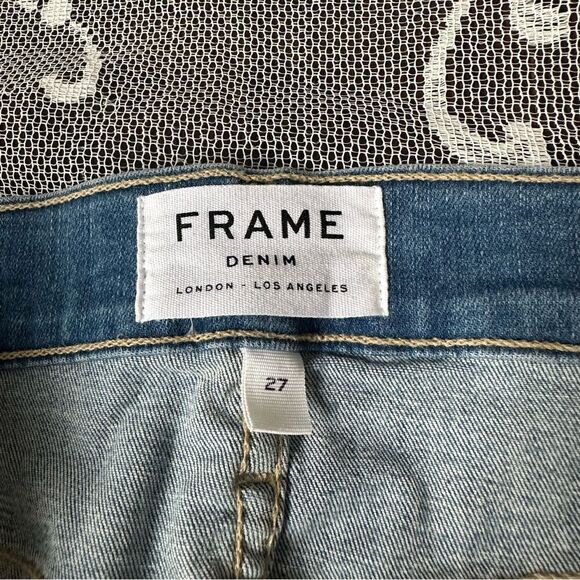 FRAME
DENIM
LONDON - LOS ANGELES
27